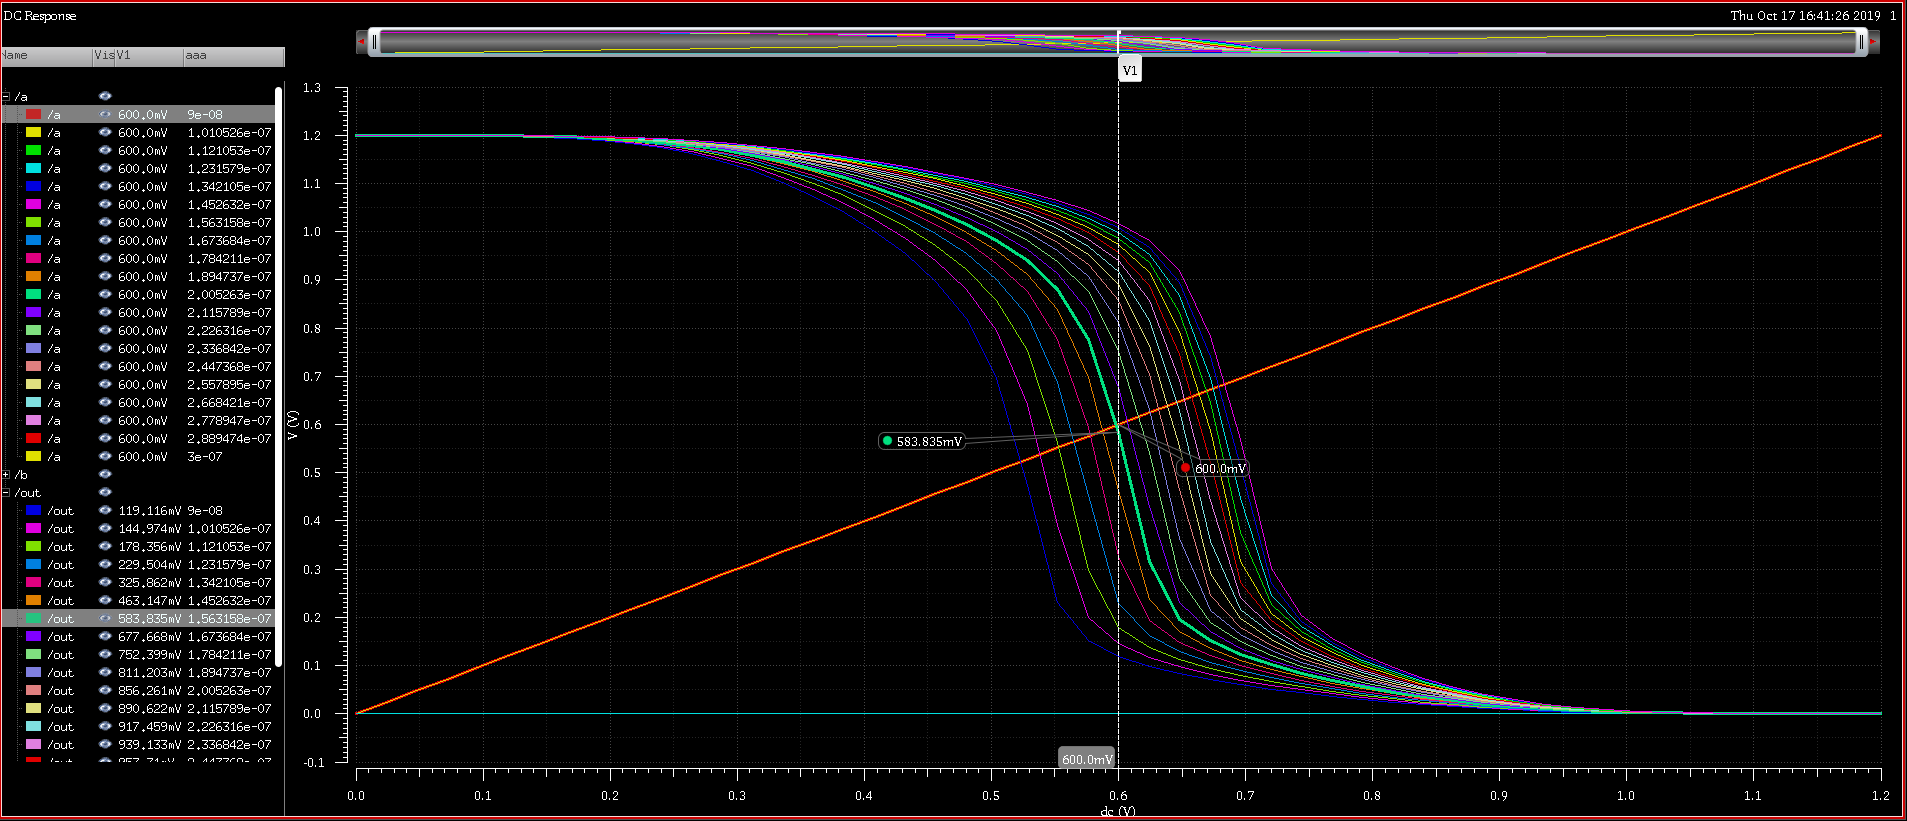 DC Response
Thu Oct 17 16:41:26 2019 1
Name Vis V1 aaa
V1
/a
/a 600.0mV 9e-08
/a 600.0mV 1.010526e-07
/a 600.0mV 1.121053e-07
/a 600.0mV 1.231579e-07
/a 600.0mV 1.342105e-07
/a 600.0mV 1.452632e-07
/a 600.0mV 1.563158e-07
/a 600.0mV 1.673684e-07
/a 600.0mV 1.784211e-07
/a 600.0mV 1.894737e-07
/a 600.0mV 2.005263e-07
/a 600.0mV 2.115789e-07
/a 600.0mV 2.226316e-07
/a 600.0mV 2.336842e-07
/a 600.0mV 2.447368e-07
/a 600.0mV 2.557895e-07
/a 600.0mV 2.668421e-07
/a 600.0mV 2.778947e-07
/a 600.0mV 2.889474e-07
/a 600.0mV 3e-07
/b
/out
/out 119.116mV 9e-08
/out 144.974mV 1.010526e-07
/out 178.356mV 1.121053e-07
/out 229.504mV 1.231579e-07
/out 325.862mV 1.342105e-07
/out 463.147mV 1.452632e-07
/out 583.835mV 1.563158e-07
/out 677.668mV 1.673684e-07
/out 752.399mV 1.784211e-07
/out 811.203mV 1.894737e-07
/out 856.261mV 2.005263e-07
/out 890.622mV 2.115789e-07
/out 917.459mV 2.226316e-07
/out 939.133mV 2.336842e-07
1.3
1.2
1.1
1.0
0.9
0.8
0.7
0.6
0.5
0.4
0.3
0.2
0.1
0.0
-0.1
V (V)
583.835mV
600.0mV
600.0mV
0.0 0.1 0.2 0.3 0.4 0.5 0.6 0.7 0.8 0.9 1.0 1.1 1.2
dc (V)